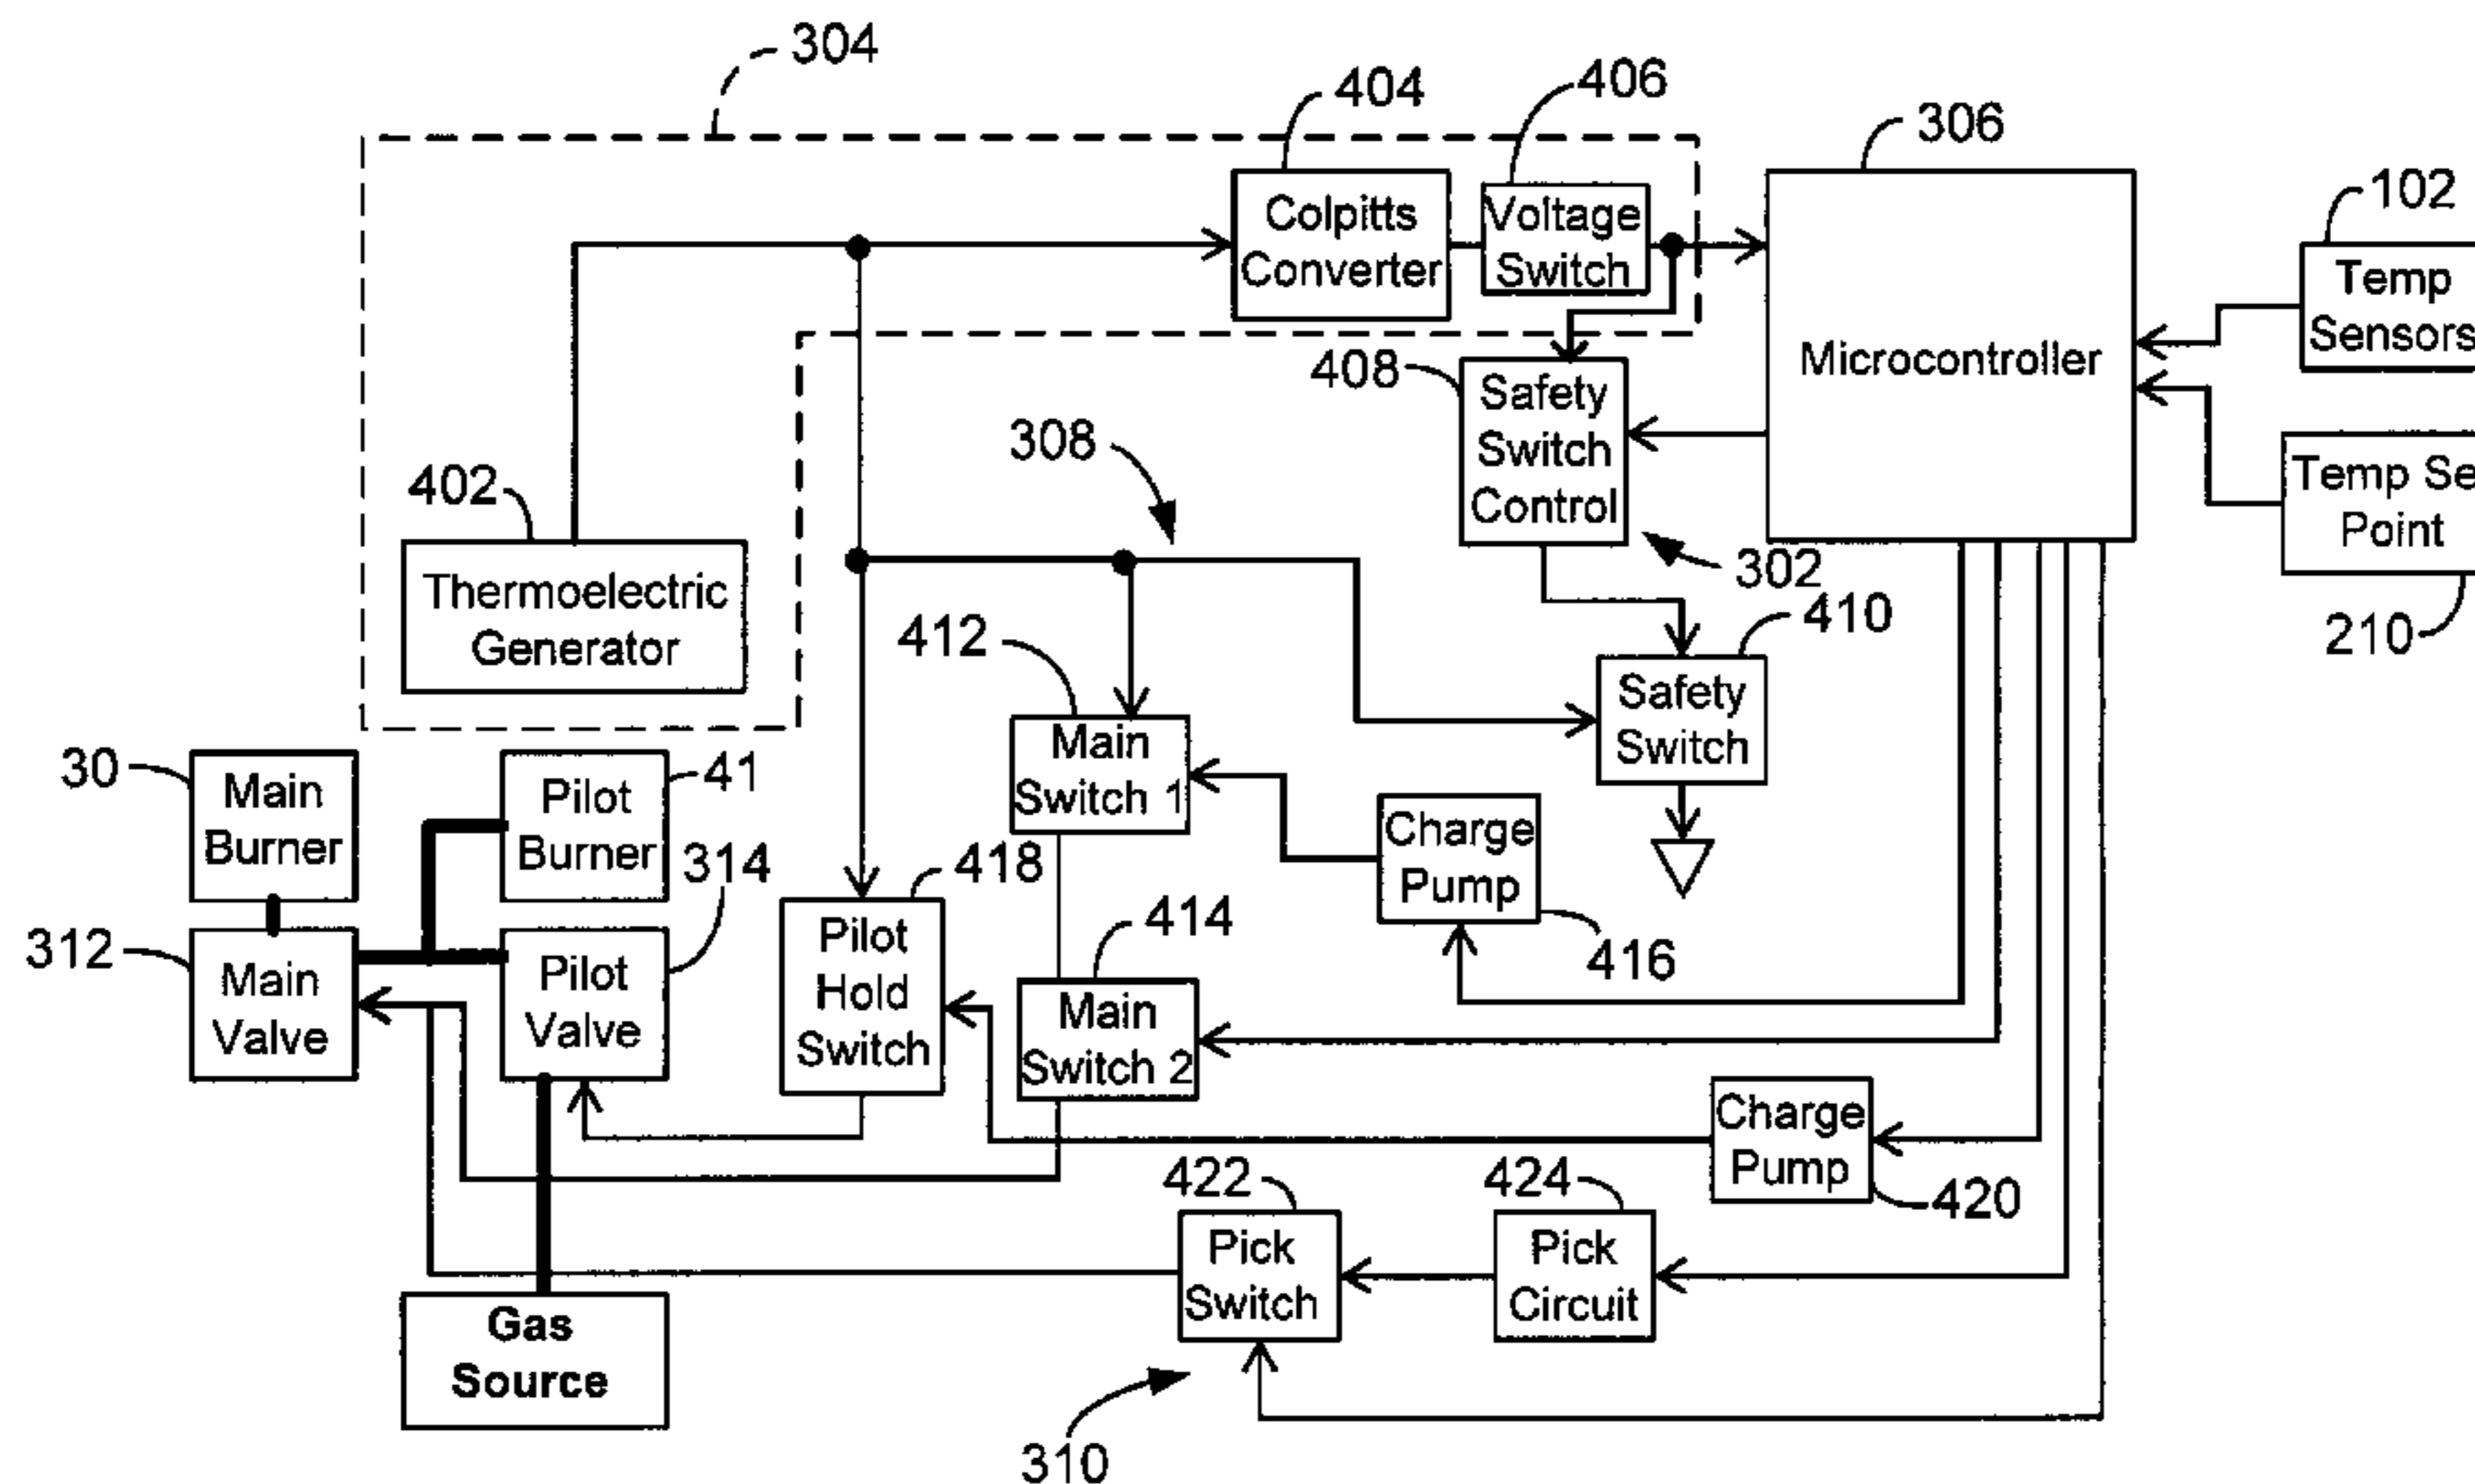 304
404
406
306
102
Colpitts
Converter
Voltage
Switch
Temp
Sensors
Microcontroller
408
Safety
Switch
Control
308
402
302
Temp Se
Point
Thermoelectric
Generator
412
410
210
Safety
Switch
Main
Switch 1
30
Main
Burner
Pilot
Burner
41
314
418
Charge
Pump
416
414
312
Main
Valve
Pilot
Valve
Pilot
Hold
Switch
Main
Switch 2
Charge
Pump
420
422
424
Pick
Switch
Pick
Circuit
Gas
Source
310